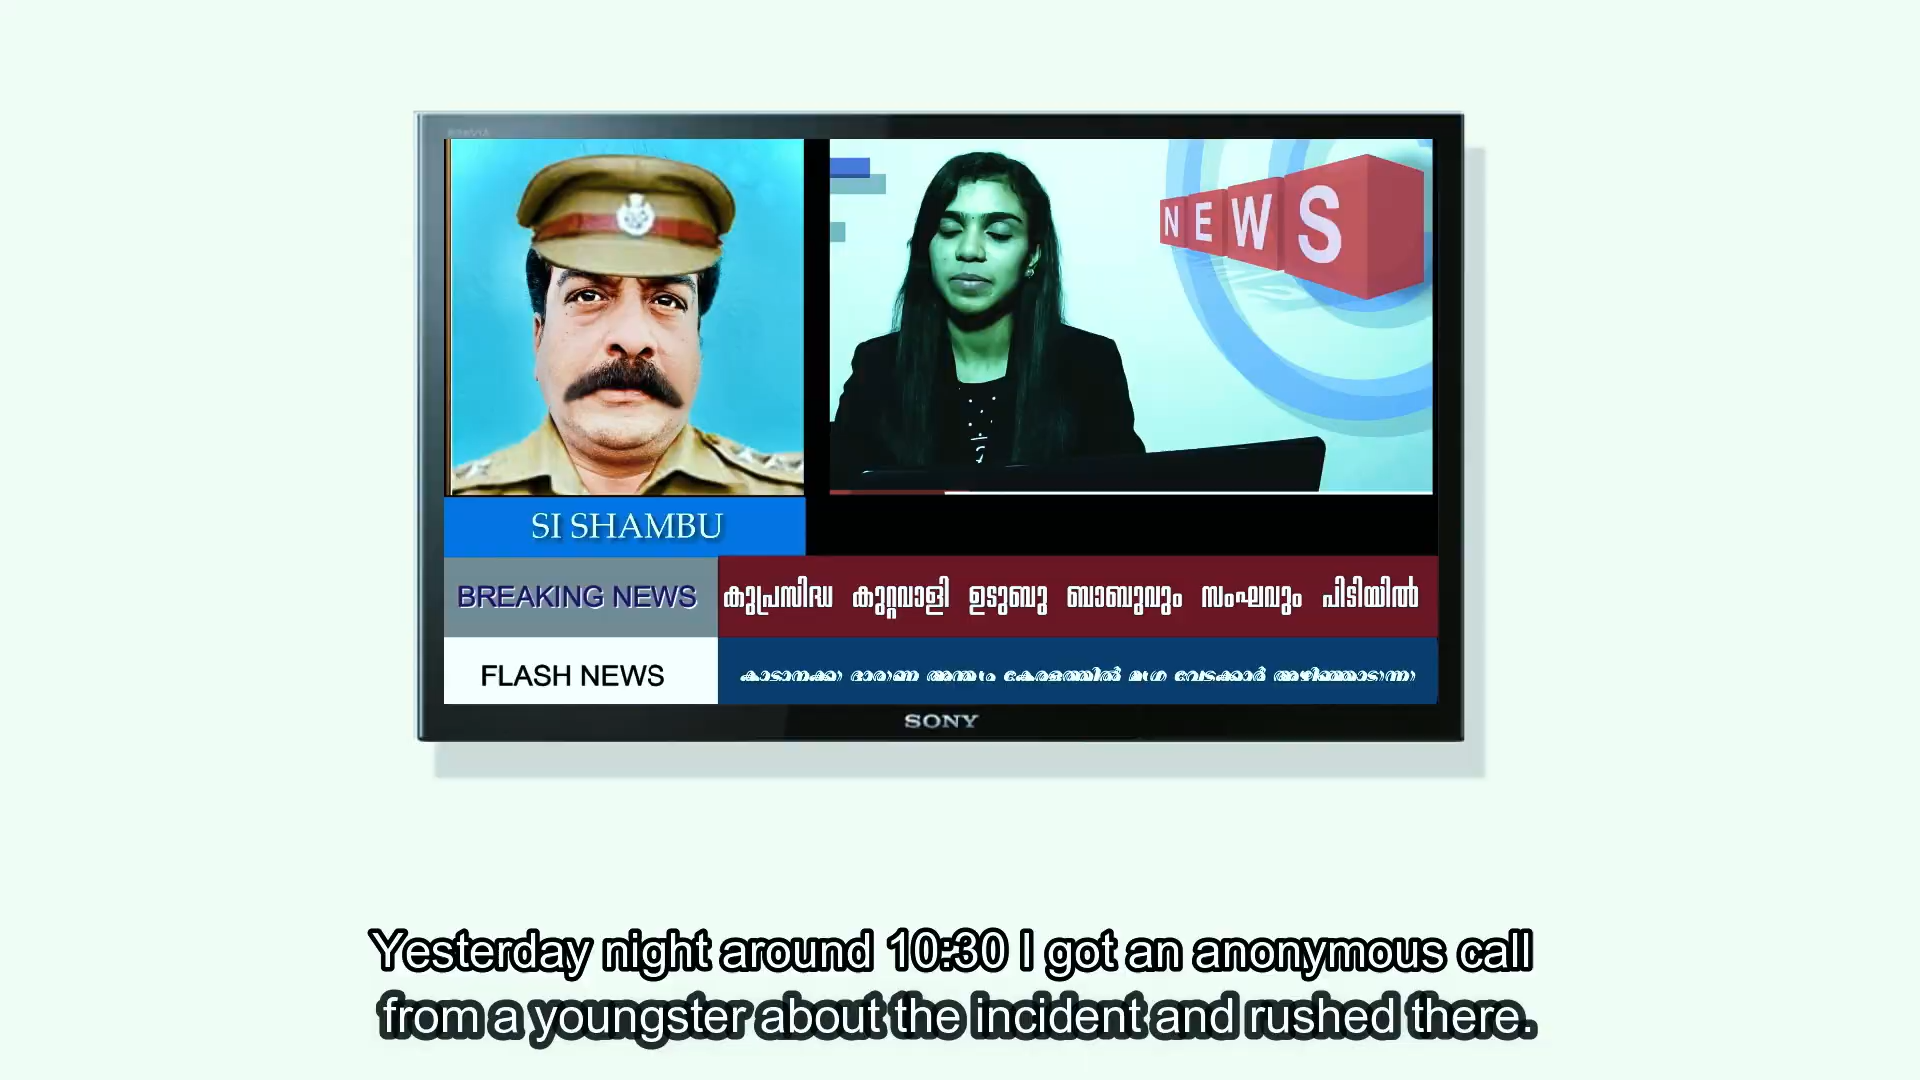 NEWS
SI SHAMBU
BREAKING NEWS
കുപ്രസിദ്ധ കുറ്റവാളി ഉടുമ്പു ബാബുവും സംഘവും പിടിയിൽ
FLASH NEWS
കേരളത്തിൽ
SONY
Yesterday night around 10:30 I got an anonymous call
from a youngster about the incident and rushed there.